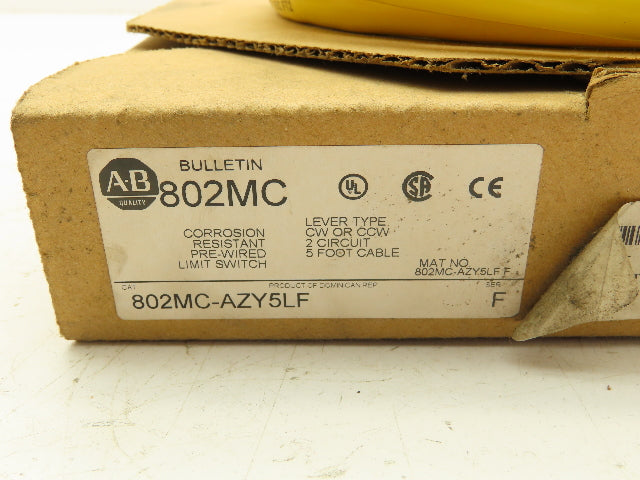 A-B
QUALITY
BULLETIN
802MC
UL
SA
CE
CORROSION
RESISTANT
PRE-WIRED
LIMIT SWITCH
LEVER TYPE
CW OR CCW
2 CIRCUIT
5 FOOT CABLE
MAT NO.
802MC-AZY5LF F
CAT
PRODUCT OF DOMINICAN REP
SER
802MC-AZY5LF
F